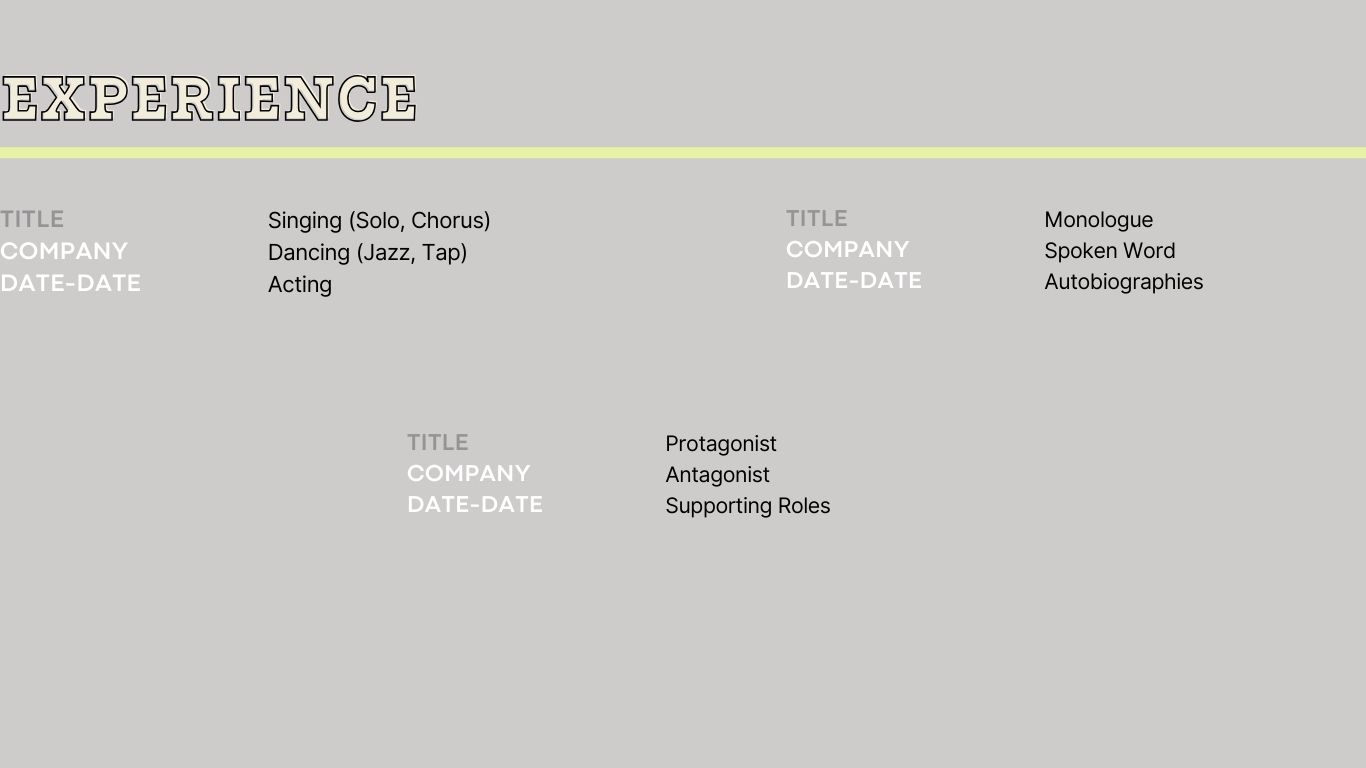 EXPERIENCE
TITLE
COMPANY
DATE-DATE
Singing (Solo, Chorus)
Dancing (Jazz, Tap)
Acting
TITLE
COMPANY
DATE-DATE
Monologue
Spoken Word
Autobiographies
TITLE
COMPANY
DATE-DATE
Protagonist
Antagonist
Supporting Roles